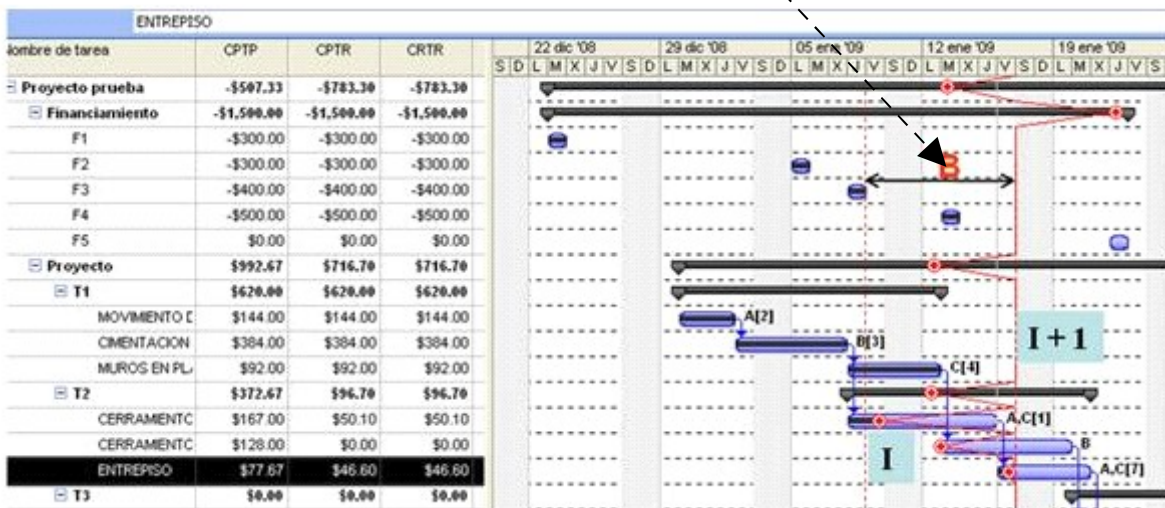 ENTREPISO
Nombre de tarea CPTP CPTR CRTR 22 dic '08 29 dic '08 05 ene '09 12 ene '09 19 ene '09
S D L M X J V S D L M X J V S D L M X J V S D L M X J V S D L M X J V S
Proyecto prueba -$507.33 -$783.30 -$783.30
Financiamiento -$1,500.00 -$1,500.00 -$1,500.00
F1 -$300.00 -$300.00 -$300.00
F2 -$300.00 -$300.00 -$300.00 B
F3 -$400.00 -$400.00 -$400.00
F4 -$500.00 -$500.00 -$500.00
F5 $0.00 $0.00 $0.00
Proyecto $992.67 $716.70 $716.70
T1 $620.00 $620.00 $620.00
MOVIMIENTO D $144.00 $144.00 $144.00 A[2]
CIMENTACION $384.00 $384.00 $384.00 B[3] I + 1
MUROS EN PL $92.00 $92.00 $92.00 C[4]
T2 $372.67 $96.70 $96.70
CERRAMIENTO $167.00 $50.10 $50.10 A,C[1]
CERRAMIENTO $128.00 $0.00 $0.00 I B
ENTREPISO $77.67 $46.60 $46.60 A,C[7]
T3 $0.00 $0.00 $0.00